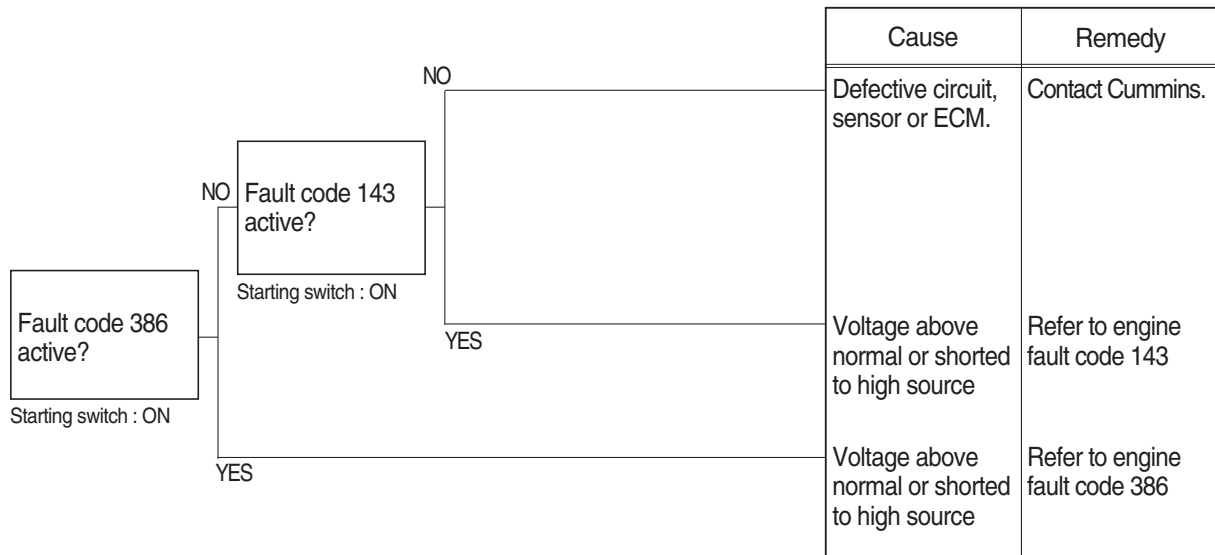 Cause
Remedy
NO
Defective circuit,
sensor or ECM.
Contact Cummins.
NO
Fault code 143
active?
Starting switch : ON
Fault code 386
active?
Starting switch : ON
YES
Voltage above
normal or shorted
to high source
Refer to engine
fault code 143
YES
Voltage above
normal or shorted
to high source
Refer to engine
fault code 386